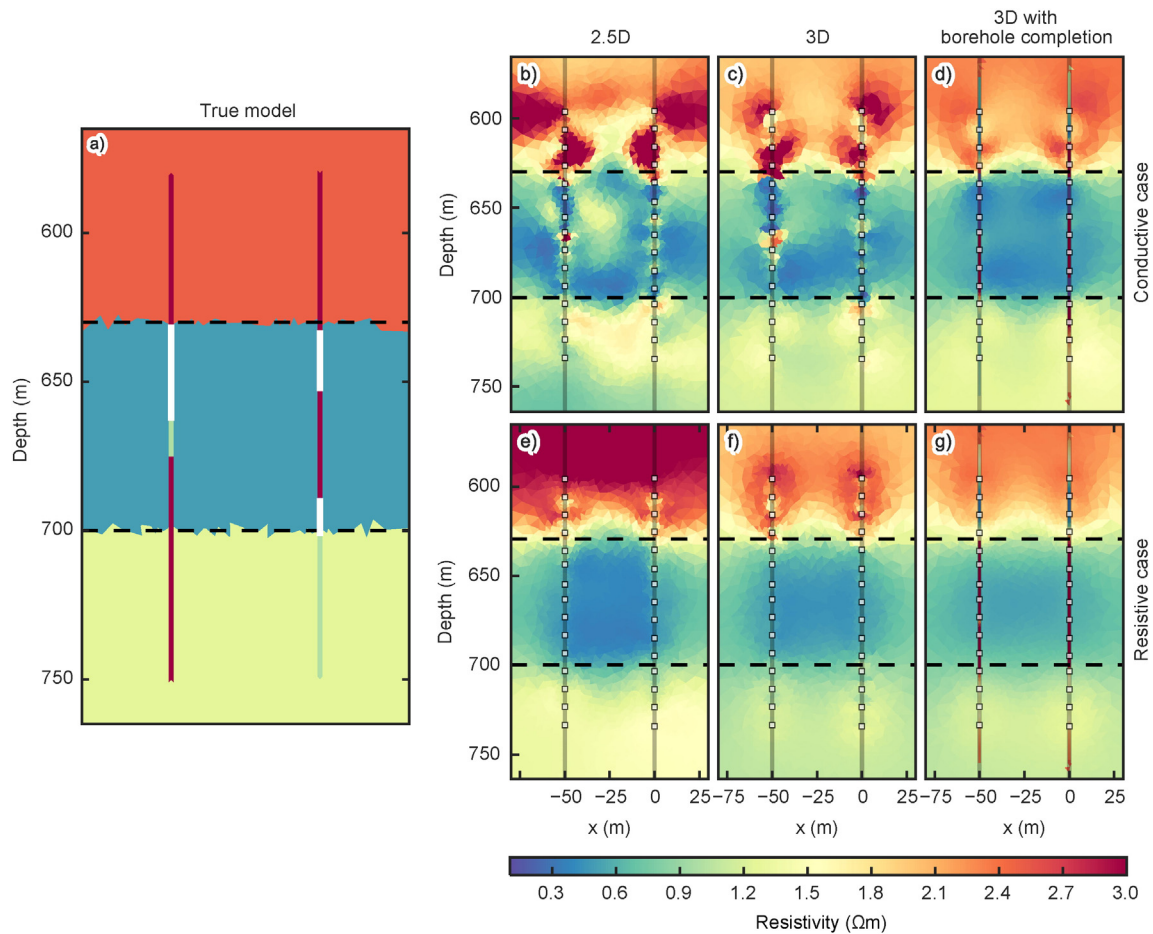 2.5D
3D
3D with
borehole completion
True model
a)
b)
c)
d)
600
650
700
750
Depth (m)
600
650
700
750
Depth (m)
Conductive case
e)
f)
g)
600
650
700
750
Depth (m)
Resistive case
−50 −25 0 25
−75 −50 −25 0 25
−75 −50 −25 0 25
x (m)
x (m)
x (m)
0.3 0.6 0.9 1.2 1.5 1.8 2.1 2.4 2.7 3.0
Resistivity (Ωm)